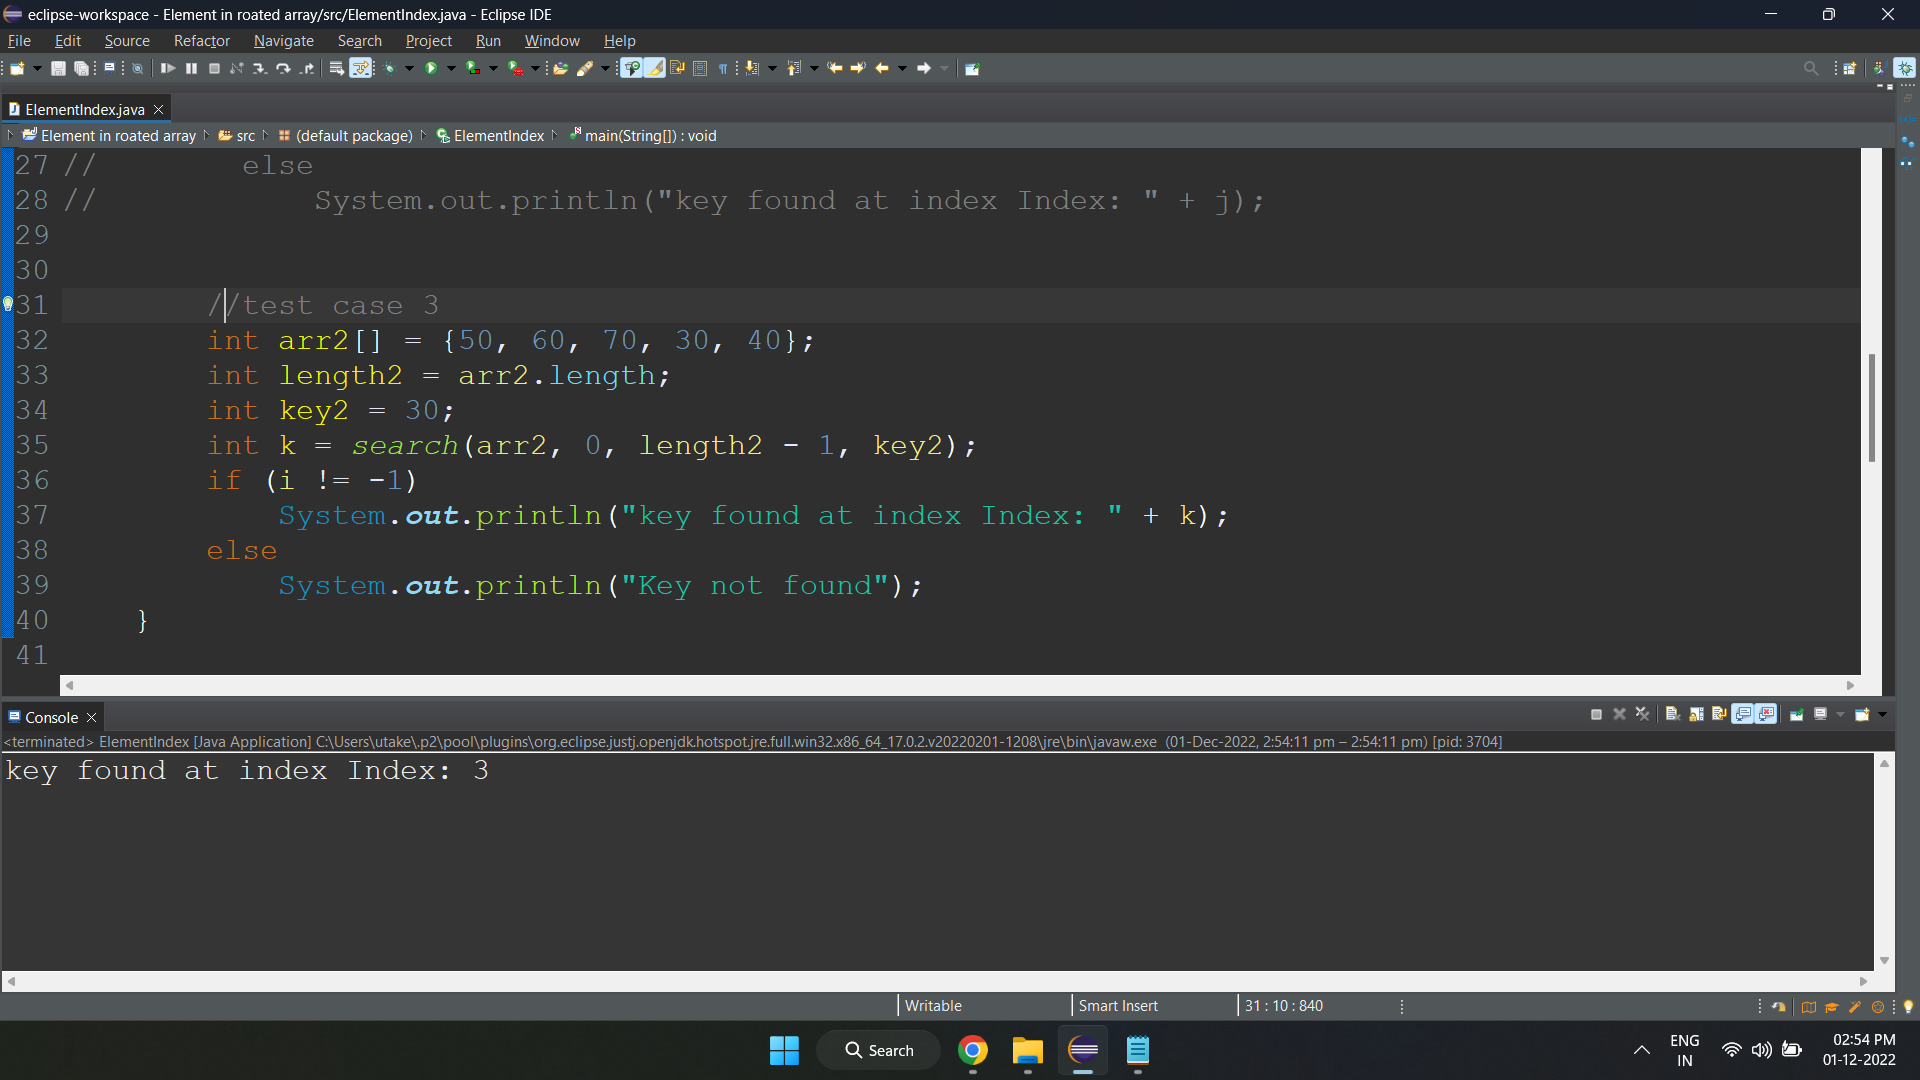 eclipse-workspace - Element in roated array/src/ElementIndex.java - Eclipse IDE
File Edit Source Refactor Navigate Search Project Run Window Help
ElementIndex.java
Element in roated array src (default package) ElementIndex main(String[]) : void
27 // else
28 // System.out.println("key found at index Index: " + j);
29
30
31 //test case 3
32 int arr2[] = {50, 60, 70, 30, 40};
33 int length2 = arr2.length;
34 int key2 = 30;
35 int k = search(arr2, 0, length2 - 1, key2);
36 if (i != -1)
37 System.out.println("key found at index Index: " + k);
38 else
39 System.out.println("Key not found");
40 }
41
Console
<terminated> ElementIndex [Java Application] C:\Users\utake\.p2\pool\plugins\org.eclipse.justj.openjdk.hotspot.jre.full.win32.x86_64_17.0.2.v20220201-1208\jre\bin\javaw.exe (01-Dec-2022, 2:54:11 pm – 2:54:11 pm) [pid: 3704]
key found at index Index: 3
Writable Smart Insert 31 : 10 : 840
Search
ENG
IN
02:54 PM
01-12-2022